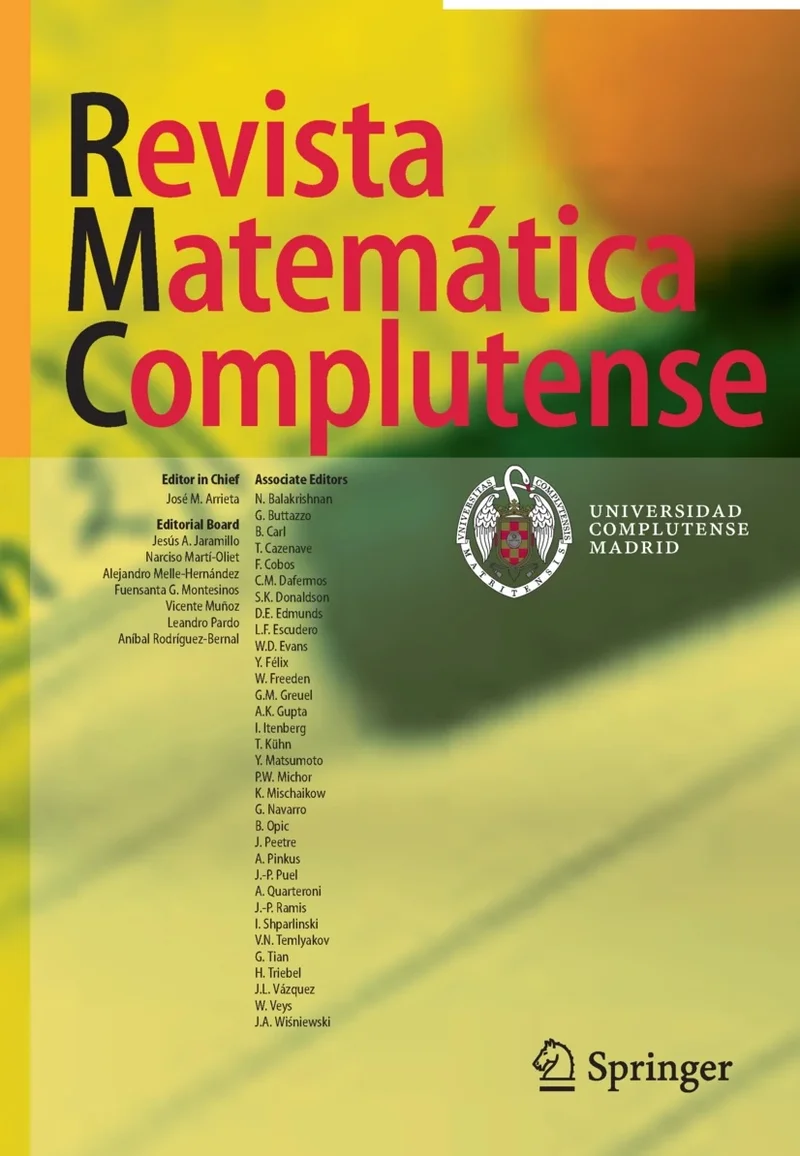 Revista
Matemática
Complutense
Editor in Chief
José M. Arrieta
Editorial Board
Jesús A. Jaramillo
Narciso Martí-Oliet
Alejandro Melle-Hernández
Fuensanta G. Montesinos
Vicente Muñoz
Leandro Pardo
Aníbal Rodríguez-Bernal
Associate Editors
N. Balakrishnan
G. Buttazzo
B. Carl
T. Cazenave
F. Cobos
C.M. Dafermos
S.K. Donaldson
D.E. Edmunds
L.F. Escudero
W.D. Evans
Y. Félix
W. Freeden
G.M. Greuel
A.K. Gupta
I. Itenberg
T. Kühn
Y. Matsumoto
P.W. Michor
K. Mischaikow
G. Navarro
B. Opic
J. Peetre
A. Pinkus
J.-P. Puel
A. Quarteroni
J.-P. Ramis
I. Shparlinski
V.N. Temlyakov
G. Tian
H. Triebel
J.L. Vázquez
W. Veys
J.A. Wiśniewski
UNIVERSITAS COMPLUTENSIS
MATRITENSIS
UNIVERSIDAD
COMPLUTENSE
MADRID
Springer